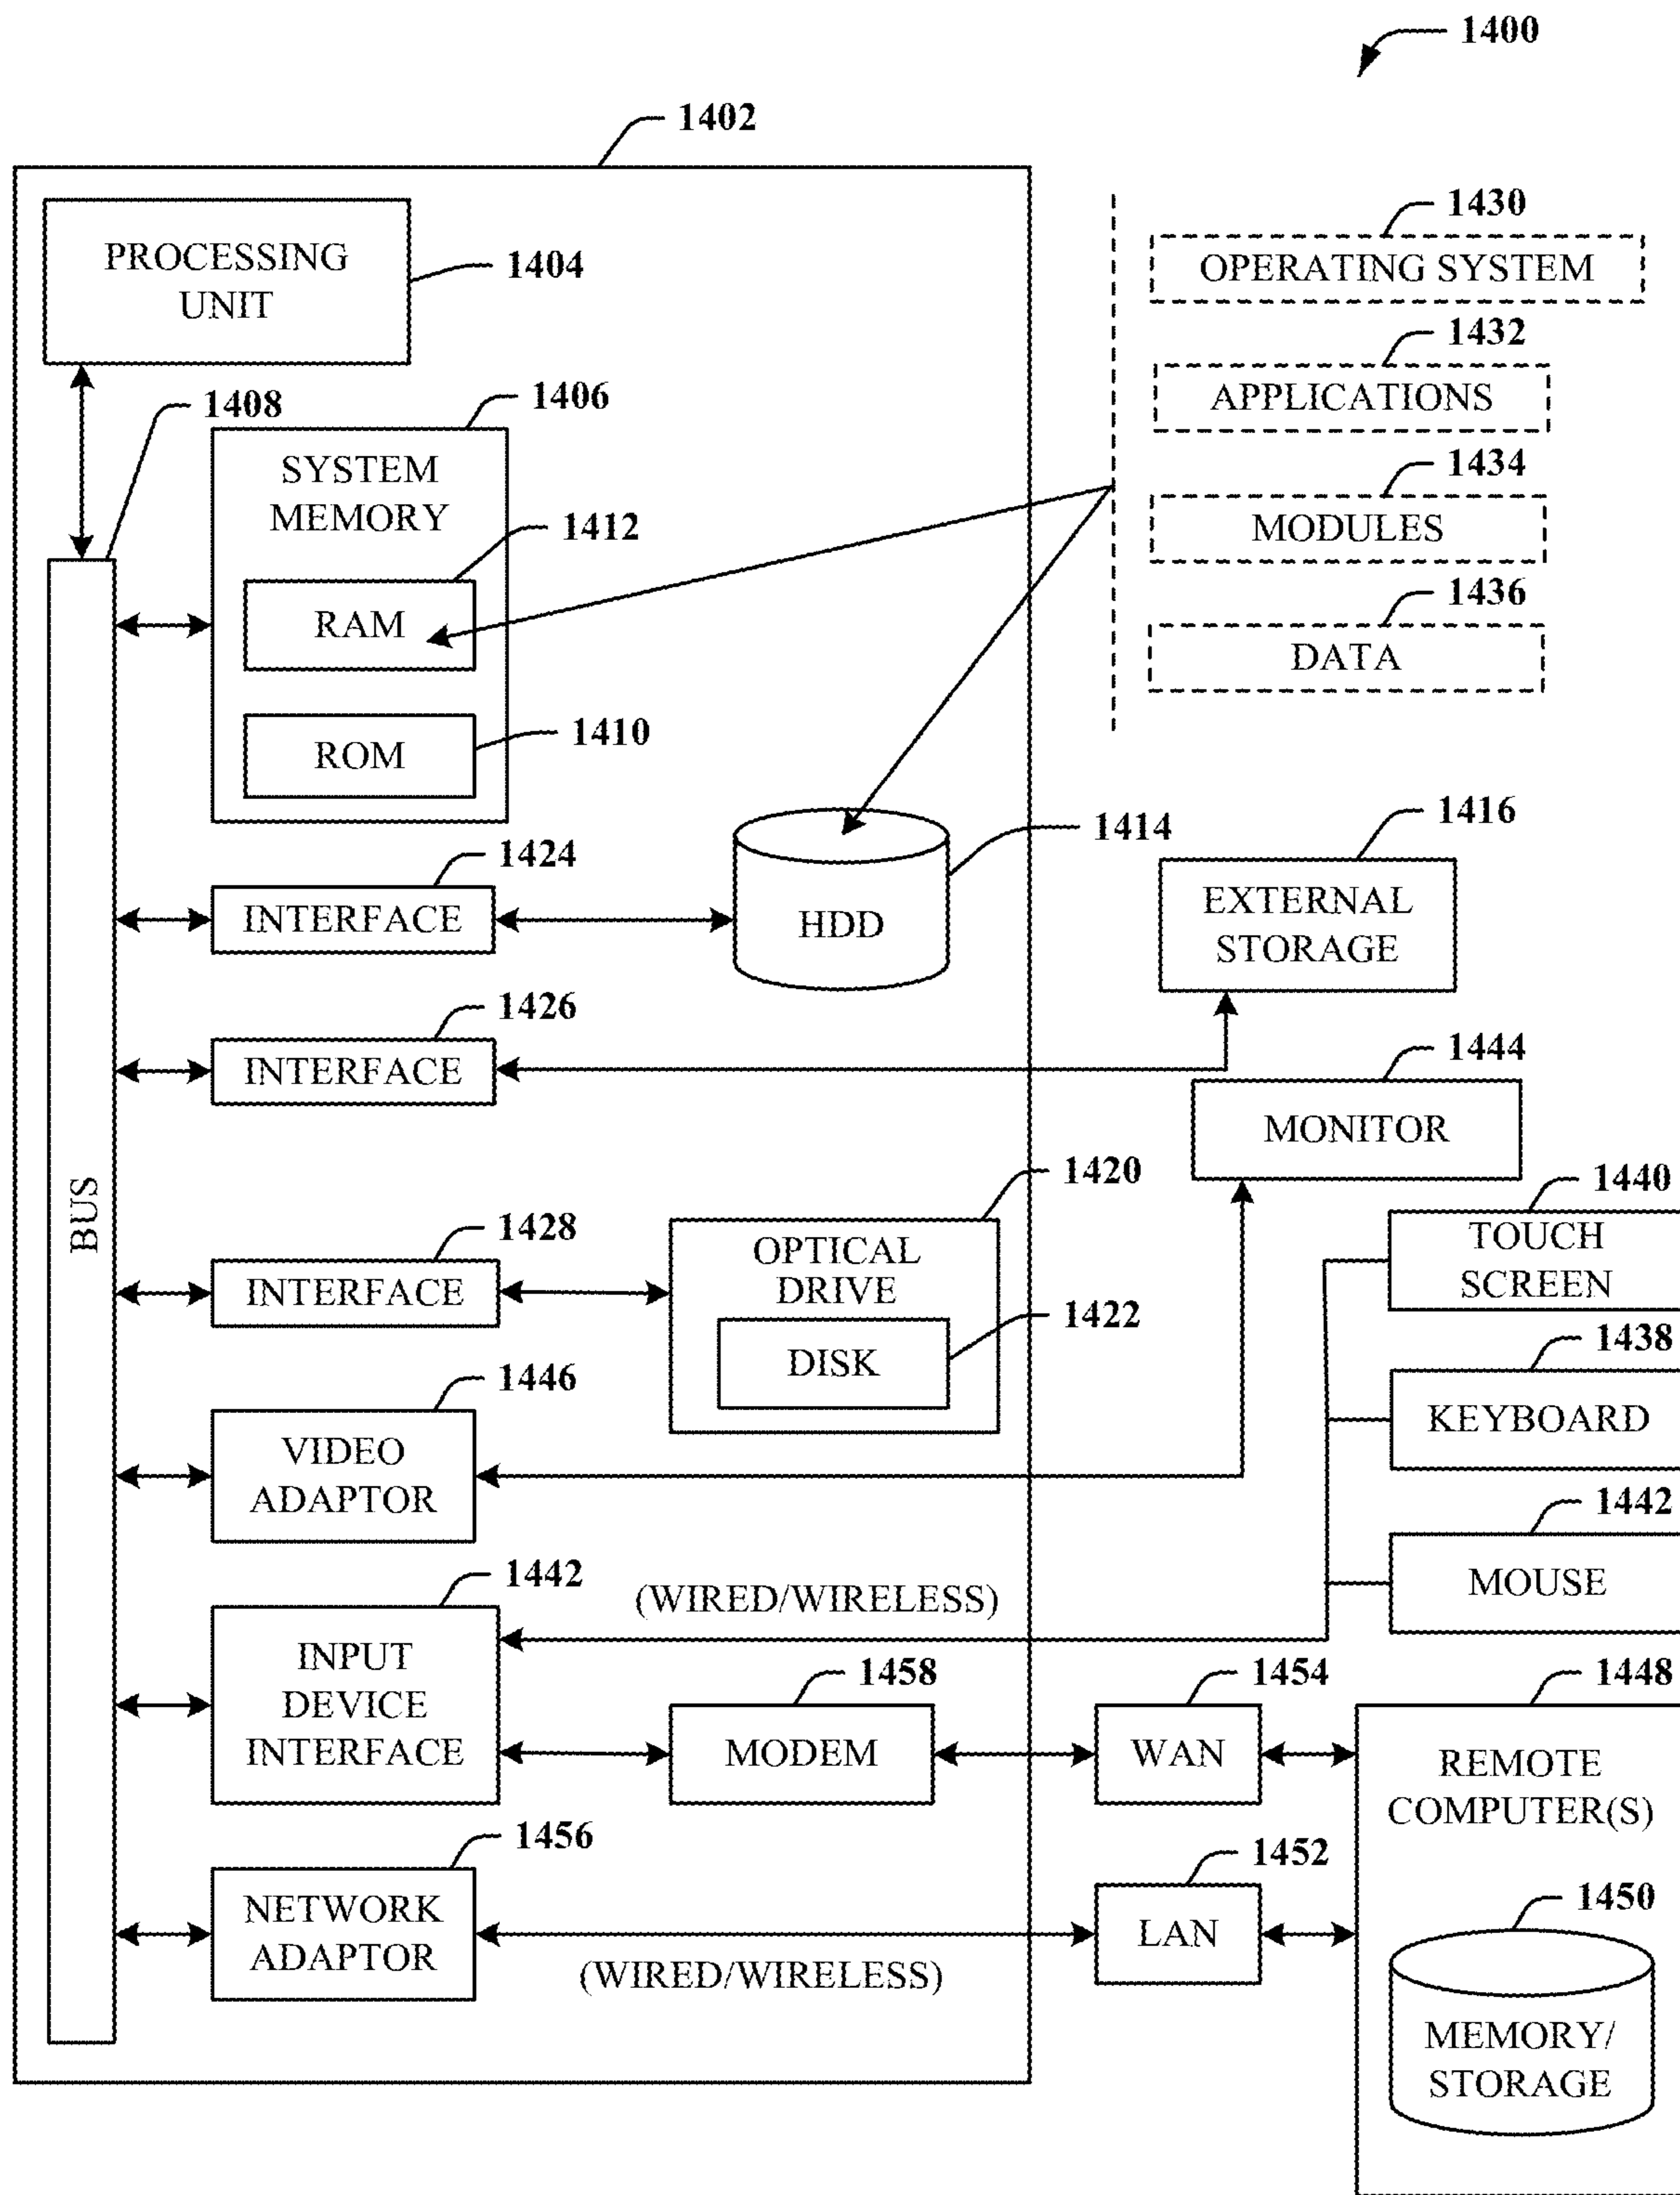 1400
1402
PROCESSING
UNIT
1404
1430
OPERATING SYSTEM
1432
APPLICATIONS
1434
MODULES
1436
DATA
1408
1406
SYSTEM
MEMORY
1412
RAM
1410
ROM
BUS
1424
INTERFACE
1414
HDD
1416
EXTERNAL
STORAGE
1426
INTERFACE
1444
MONITOR
1428
INTERFACE
1420
OPTICAL
DRIVE
1422
DISK
1440
TOUCH
SCREEN
1438
KEYBOARD
1442
MOUSE
1446
VIDEO
ADAPTOR
1442
INPUT
DEVICE
INTERFACE
(WIRED/WIRELESS)
1458
MODEM
1454
WAN
1448
REMOTE
COMPUTER(S)
1456
NETWORK
ADAPTOR
(WIRED/WIRELESS)
1452
LAN
1450
MEMORY/
STORAGE